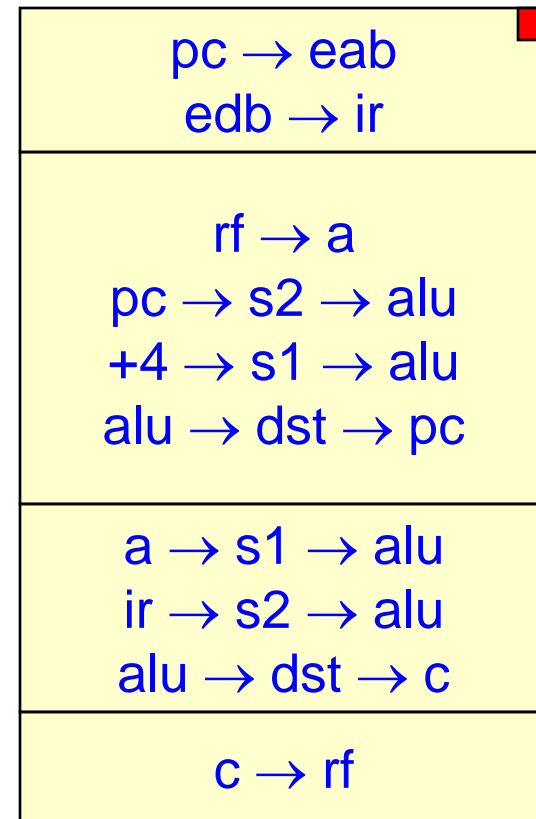 pc → eab
edb → ir
rf → a
pc → s2 → alu
+4 → s1 → alu
alu → dst → pc
a → s1 → alu
ir → s2 → alu
alu → dst → c
c → rf